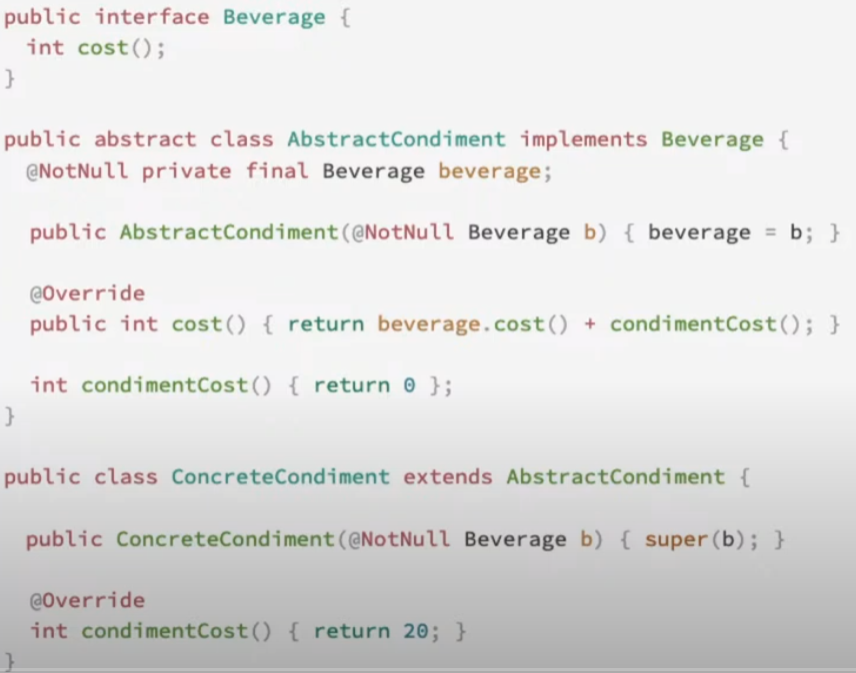 public interface Beverage {
  int cost();
}
public abstract class AbstractCondiment implements Beverage {
  @NotNull private final Beverage beverage;
  public AbstractCondiment(@NotNull Beverage b) { beverage = b; }
  @Override
  public int cost() { return beverage.cost() + condimentCost(); }
  int condimentCost() { return 0 };
}
public class ConcreteCondiment extends AbstractCondiment {
  public ConcreteCondiment(@NotNull Beverage b) { super(b); }
  @Override
  int condimentCost() { return 20; }
}